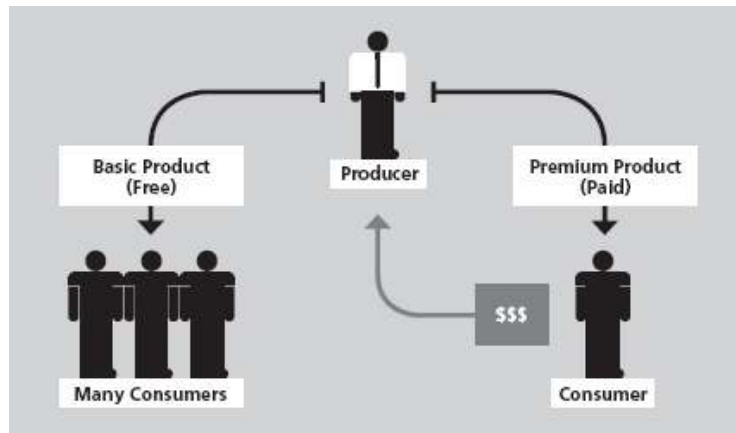 Producer
Basic Product
(Free)
Premium Product
(Paid)
$$$
Many Consumers
Consumer